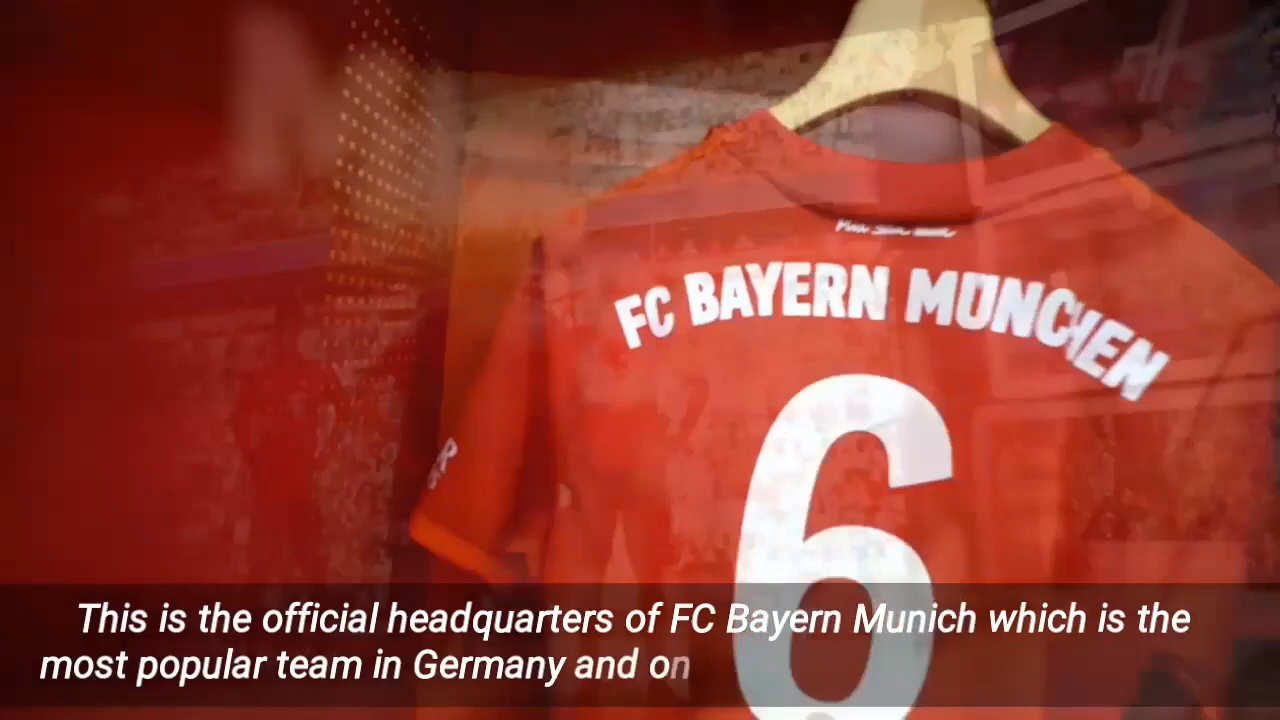 FC BAYERN MÜNCHEN
6
This is the official headquarters of FC Bayern Munich which is the
most popular team in Germany and on